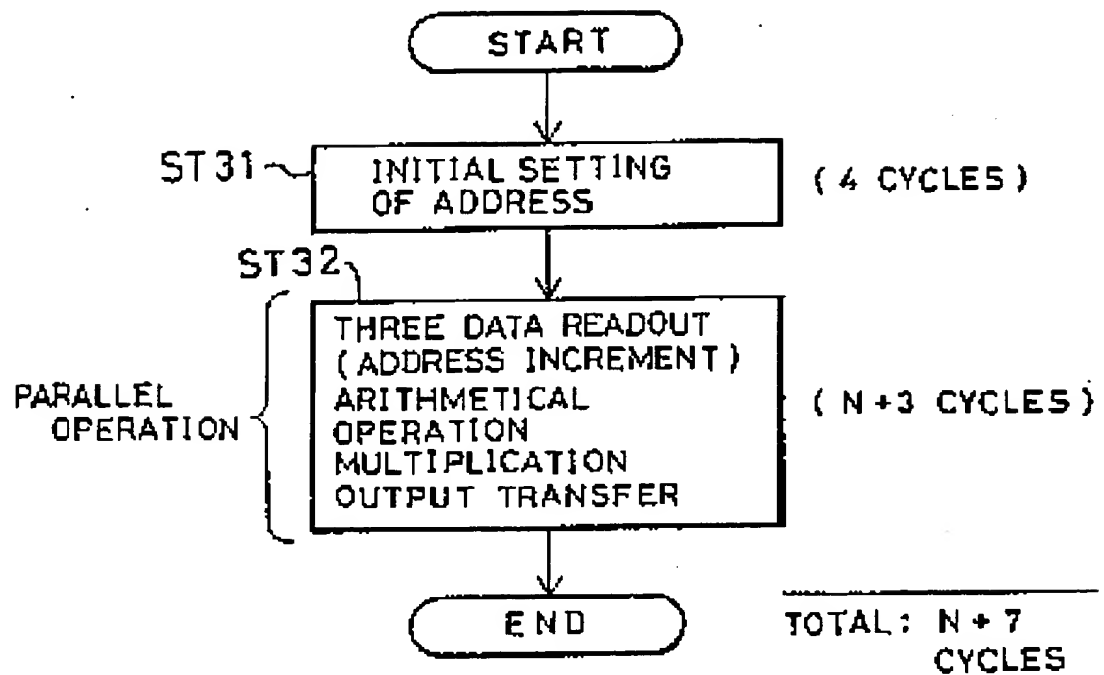 START
ST31
INITIAL SETTING
OF ADDRESS
( 4 CYCLES )
ST32
THREE DATA READOUT
( ADDRESS INCREMENT )
ARITHMETICAL
OPERATION
MULTIPLICATION
OUTPUT TRANSFER
PARALLEL
OPERATION
( N + 3 CYCLES )
END
TOTAL: N + 7
CYCLES